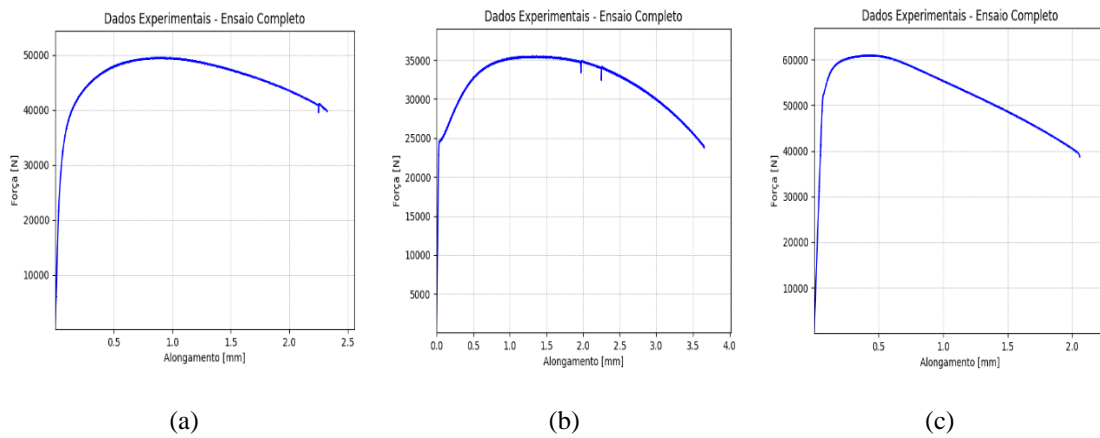 Dados Experimentais - Ensaio Completo
50000
40000
30000
20000
10000
Força [N]
0.5 1.0 1.5 2.0 2.5
Alongamento [mm]
(a)
Dados Experimentais - Ensaio Completo
35000
30000
25000
20000
15000
10000
5000
Força [N]
0.0 0.5 1.0 1.5 2.0 2.5 3.0 3.5 4.0
Alongamento [mm]
(b)
Dados Experimentais - Ensaio Completo
60000
50000
40000
30000
20000
10000
Força [N]
0.5 1.0 1.5 2.0
Alongamento [mm]
(c)